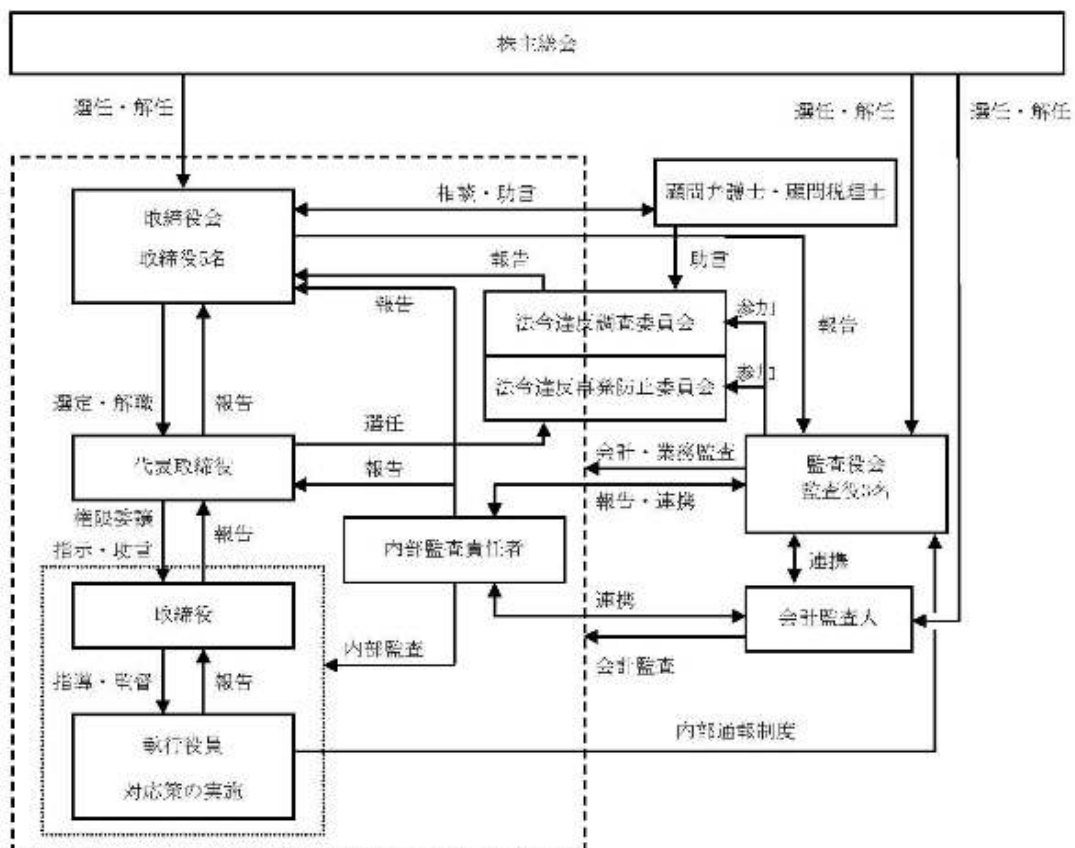 株主総会
選任・解任
選任・解任
選任・解任
取締役会
取締役5名
相談・助言
顧問弁護士・顧問税理士
報告
助言
報告
法令違反調査委員会
参加
報告
法令違反再発防止委員会
参加
選定・解職
報告
選任
代表取締役
報告
会計・業務監査
監査役会
監査役3名
権限委譲
指示・助言
報告
内部監査責任者
報告・連携
連携
取締役
連携
会計監査人
内部監査
会計監査
指導・監督
報告
執行役員
対応策の実施
内部通報制度